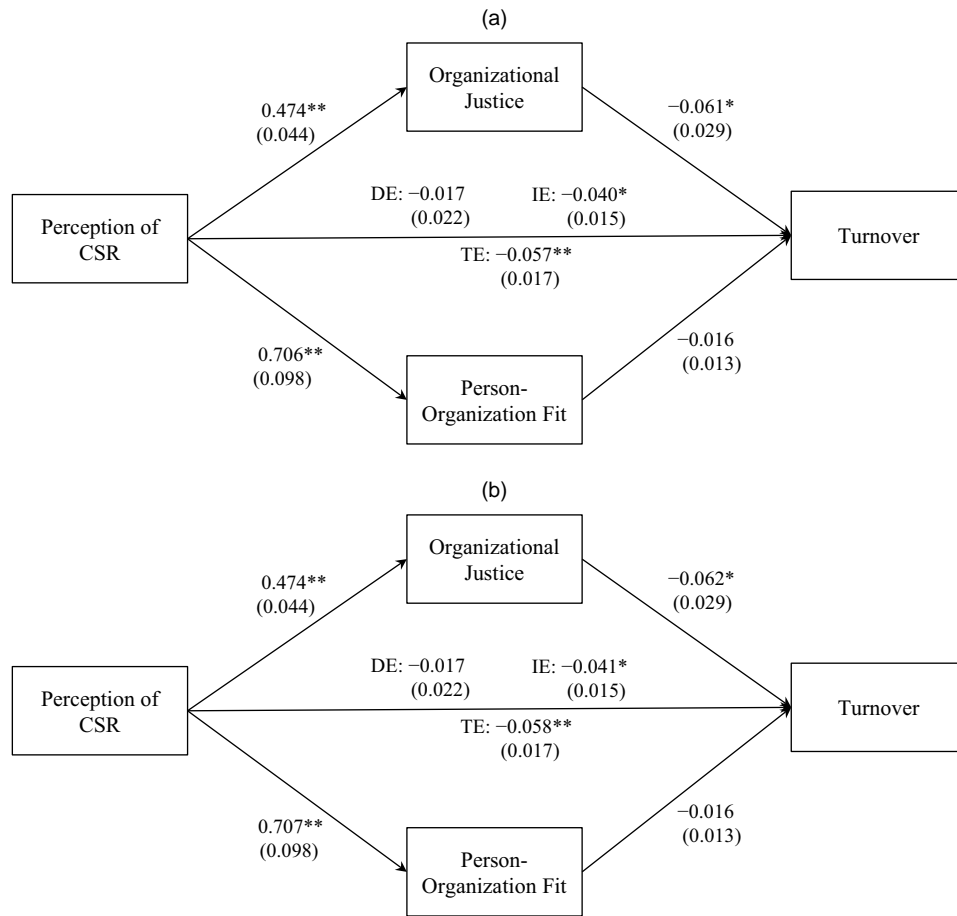 (a)
Organizational
Justice
0.474**
(0.044)
−0.061*
(0.029)
DE: −0.017
(0.022)
IE: −0.040*
(0.015)
Perception of
CSR
Turnover
TE: −0.057**
(0.017)
0.706**
(0.098)
−0.016
(0.013)
Person-
Organization Fit
(b)
Organizational
Justice
0.474**
(0.044)
−0.062*
(0.029)
DE: −0.017
(0.022)
IE: −0.041*
(0.015)
Perception of
CSR
Turnover
TE: −0.058**
(0.017)
0.707**
(0.098)
−0.016
(0.013)
Person-
Organization Fit